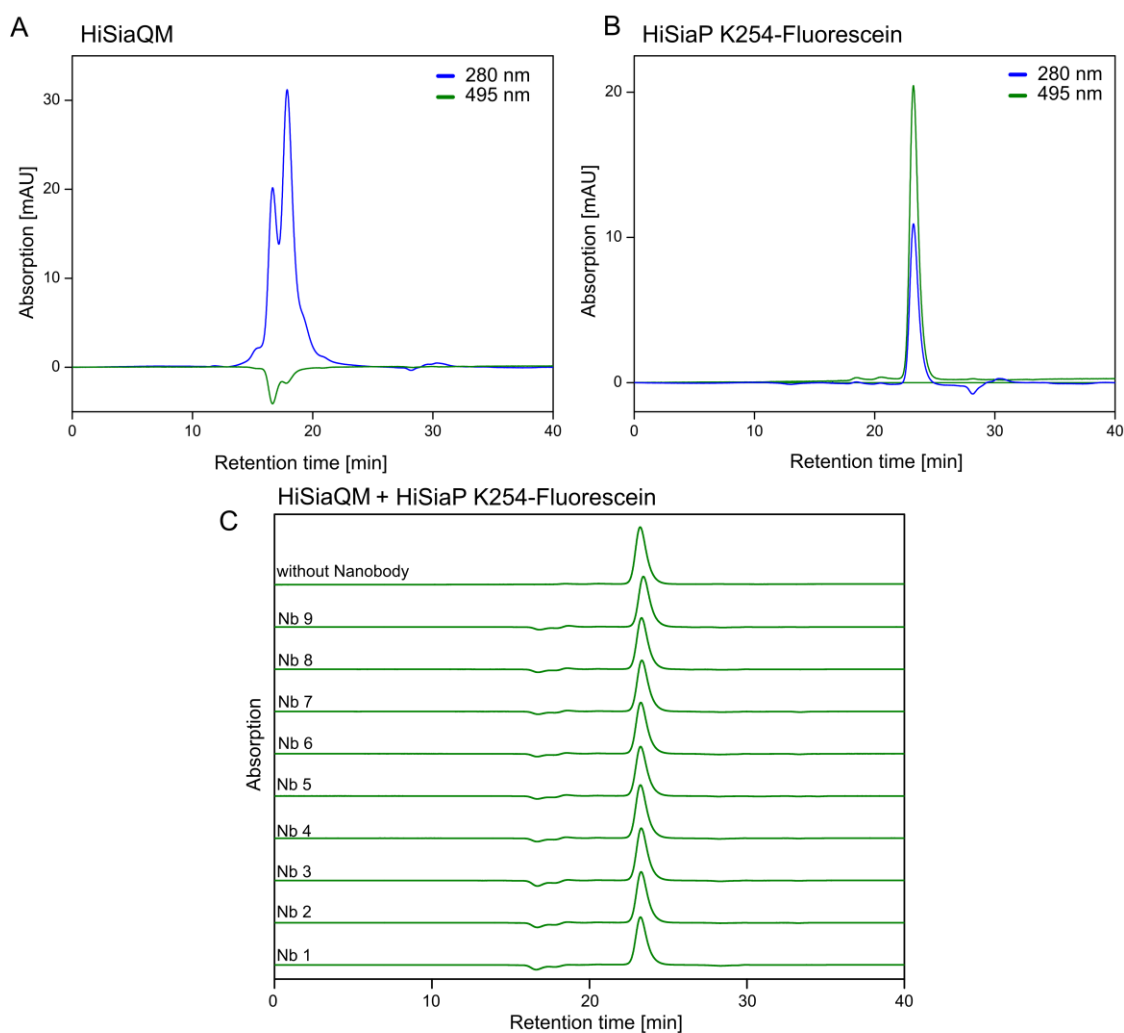 A
HiSiaQM
280 nm
495 nm
30
20
10
0
Absorption [mAU]
0
10
20
30
40
Retention time [min]
B
HiSiaP K254-Fluorescein
280 nm
495 nm
20
10
0
Absorption [mAU]
0
10
20
30
40
Retention time [min]
C
HiSiaQM + HiSiaP K254-Fluorescein
without Nanobody
Nb 9
Nb 8
Nb 7
Nb 6
Nb 5
Nb 4
Nb 3
Nb 2
Nb 1
Absorption
0
10
20
30
40
Retention time [min]